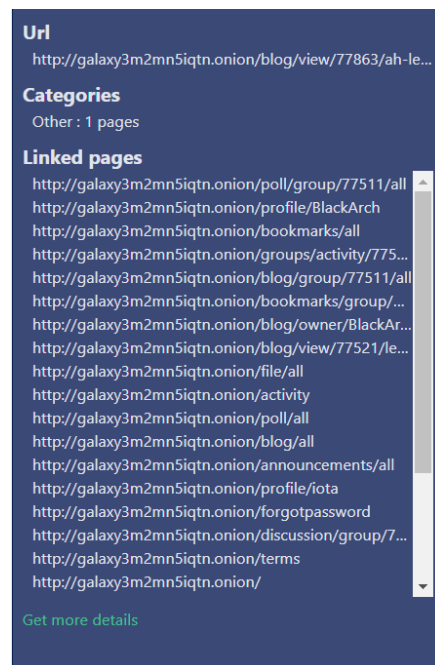 Url
http://galaxy3m2mn5iqtn.onion/blog/view/77863/ah-le...
Categories
Other : 1 pages
Linked pages
http://galaxy3m2mn5iqtn.onion/poll/group/77511/all
http://galaxy3m2mn5iqtn.onion/profile/BlackArch
http://galaxy3m2mn5iqtn.onion/bookmarks/all
http://galaxy3m2mn5iqtn.onion/groups/activity/775...
http://galaxy3m2mn5iqtn.onion/blog/group/77511/all
http://galaxy3m2mn5iqtn.onion/bookmarks/group/...
http://galaxy3m2mn5iqtn.onion/blog/owner/BlackAr...
http://galaxy3m2mn5iqtn.onion/blog/view/77521/le...
http://galaxy3m2mn5iqtn.onion/file/all
http://galaxy3m2mn5iqtn.onion/activity
http://galaxy3m2mn5iqtn.onion/poll/all
http://galaxy3m2mn5iqtn.onion/blog/all
http://galaxy3m2mn5iqtn.onion/announcements/all
http://galaxy3m2mn5iqtn.onion/profile/iota
http://galaxy3m2mn5iqtn.onion/forgotpassword
http://galaxy3m2mn5iqtn.onion/discussion/group/7...
http://galaxy3m2mn5iqtn.onion/terms
http://galaxy3m2mn5iqtn.onion/
Get more details